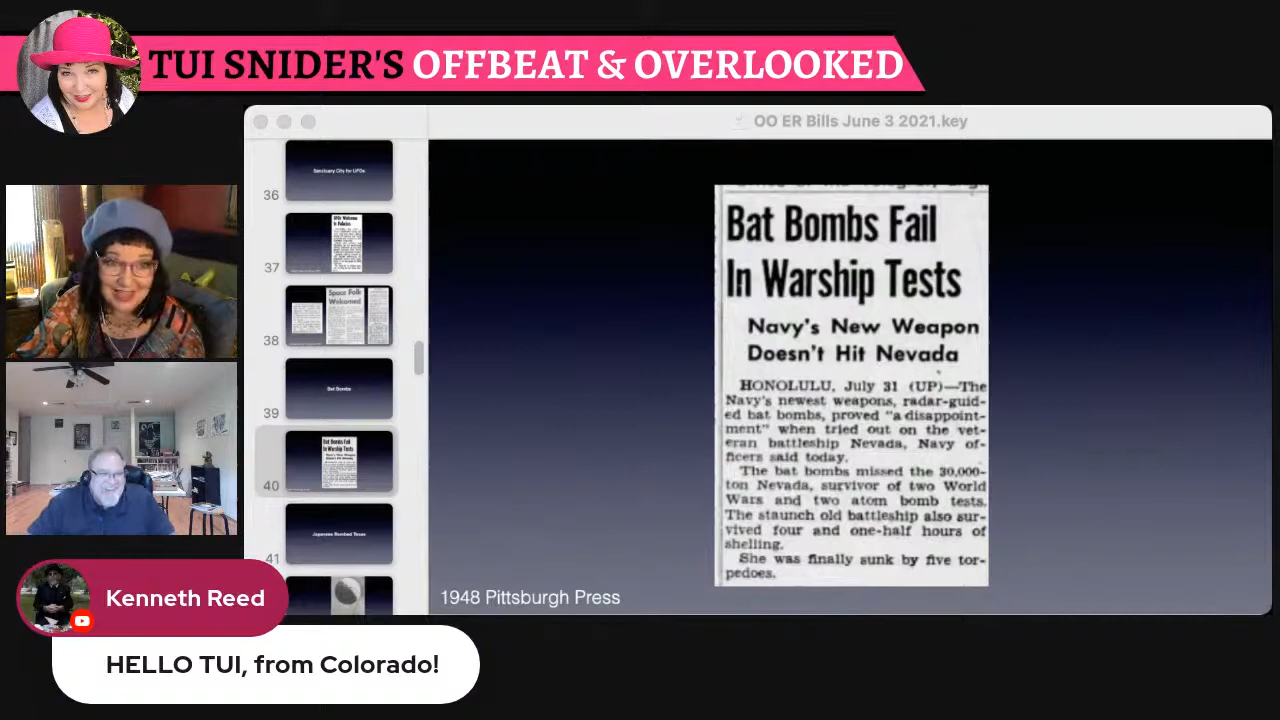 TUI SNIDER'S OFFBEAT & OVERLOOKED
OO ER Bills June 3 2021.key
Sanctuary City for UFOs
36
37
Space Folk
Welcomed
38
Bat Bombs
39
Bat Bombs Fail
In Warship Tests
40
Japanese Bombed Texas
41
Bat Bombs Fail
In Warship Tests
Navy's New Weapon
Doesn't Hit Nevada
HONOLULU, July 31 (UP)—The
Navy's newest weapons, radar-guid-
ed bat bombs, proved "a disappoint-
ment" when tried out on the vet-
eran battleship Nevada, Navy of-
ficers said today.
The bat bombs missed the 30,000-
ton Nevada, survivor of two World
Wars and two atom bomb tests.
The staunch old battleship also sur-
vived four and one-half hours of
shelling.
She was finally sunk by five tor-
pedoes.
1948 Pittsburgh Press
Kenneth Reed
HELLO TUI, from Colorado!